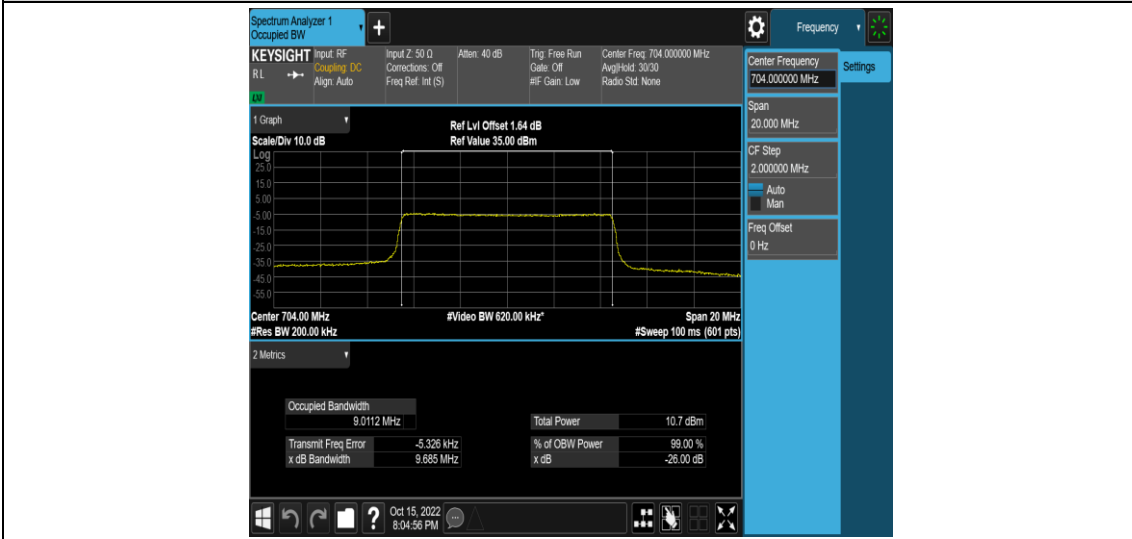 Spectrum Analyzer 1
Occupied BW
+
Frequency
KEYSIGHT Input: RF Input Z: 50 Ω Atten: 40 dB Trig: Free Run Center Freq: 704.000000 MHz
R L Coupling: DC Corrections: Off Gate: Off Avg|Hold: 30/30
Align: Auto Freq Ref: Int (S) #IF Gain: Low Radio Std: None
Center Frequency
704.000000 MHz
Settings
Span
20.000 MHz
CF Step
2.000000 MHz
Auto
Man
Freq Offset
0 Hz
1 Graph
Ref Lvl Offset 1.64 dB
Scale/Div 10.0 dB Ref Value 35.00 dBm
Log
25.0
15.0
5.00
-5.00
-15.0
-25.0
-35.0
-45.0
-55.0
Center 704.00 MHz #Video BW 620.00 kHz* Span 20 MHz
#Res BW 200.00 kHz #Sweep 100 ms (601 pts)
2 Metrics
Occupied Bandwidth
9.0112 MHz Total Power 10.7 dBm
Transmit Freq Error -5.326 kHz % of OBW Power 99.00 %
x dB Bandwidth 9.685 MHz x dB -26.00 dB
? Oct 15, 2022
8:04:56 PM